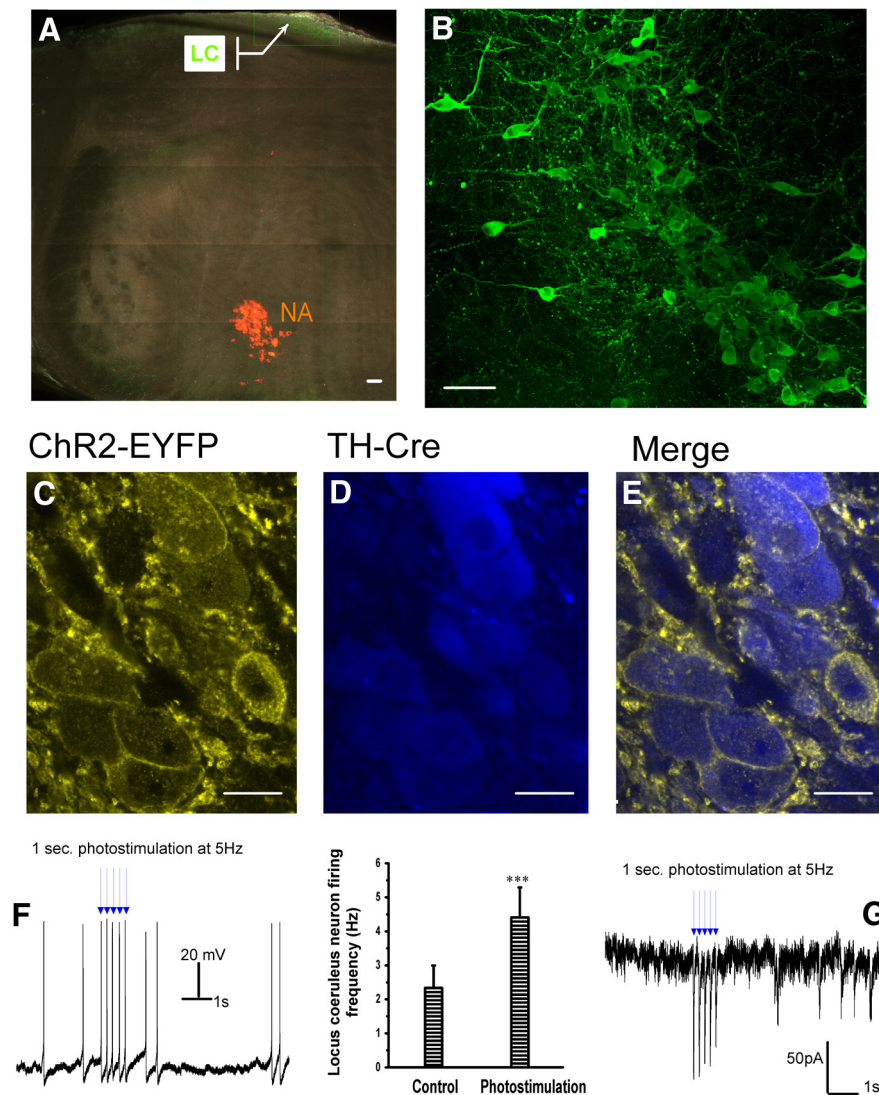 A
LC
NA
B
ChR2-EYFP
TH-Cre
Merge
C
D
E
1 sec. photostimulation at 5Hz
F
20 mV
1s
Locus coeruleus neuron firing
frequency (Hz)
6
5
4
3
2
1
0
***
Control
Photostimulation
1 sec. photostimulation at 5Hz
G
50pA
1s